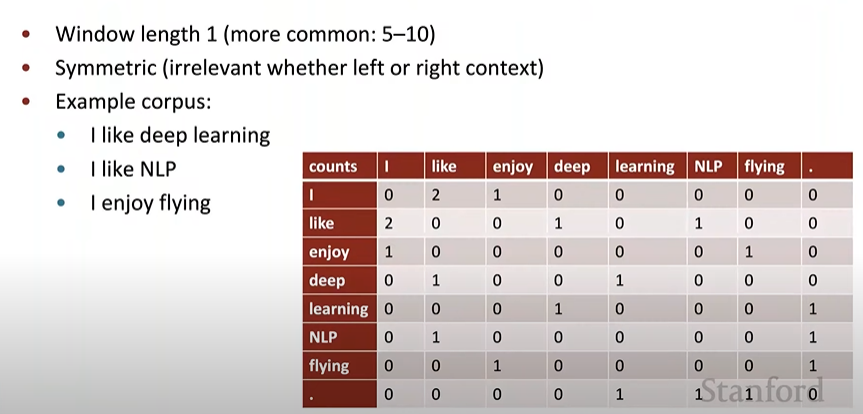 Window length 1 (more common: 5–10)
Symmetric (irrelevant whether left or right context)
Example corpus:
I like deep learning
I like NLP
I enjoy flying
counts I like enjoy deep learning NLP flying .
I 0 2 1 0 0 0 0 0
like 2 0 0 1 0 1 0 0
enjoy 1 0 0 0 0 0 1 0
deep 0 1 0 0 1 0 0 0
learning 0 0 0 1 0 0 0 1
NLP 0 1 0 0 0 0 0 1
flying 0 0 1 0 0 0 0 1
. 0 0 0 0 1 1 1 0
Stanford